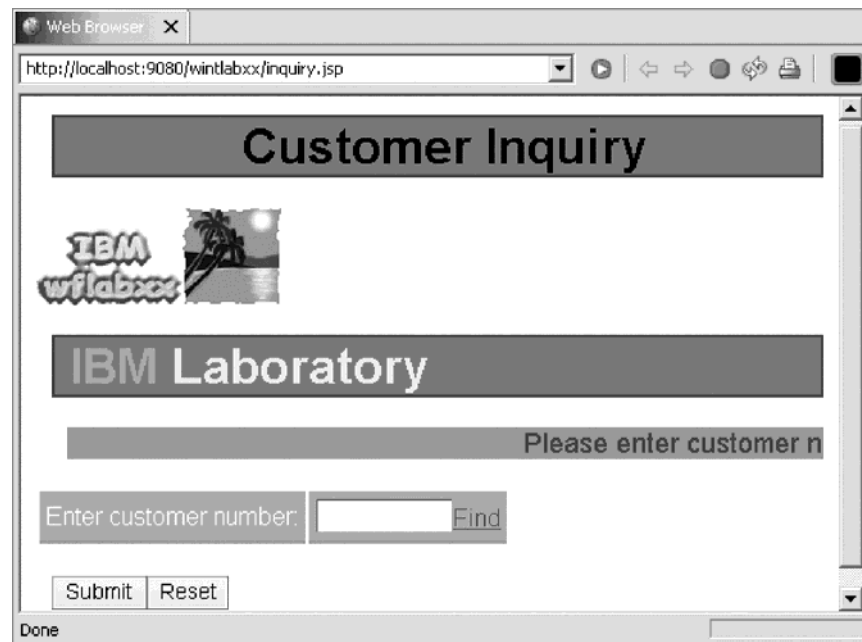 Web Browser X
http://localhost:9080/wintlabxx/inquiry.jsp
Customer Inquiry
IBM
wflabxx
IBM Laboratory
Please enter customer n
Enter customer number: Find
Submit Reset
Done